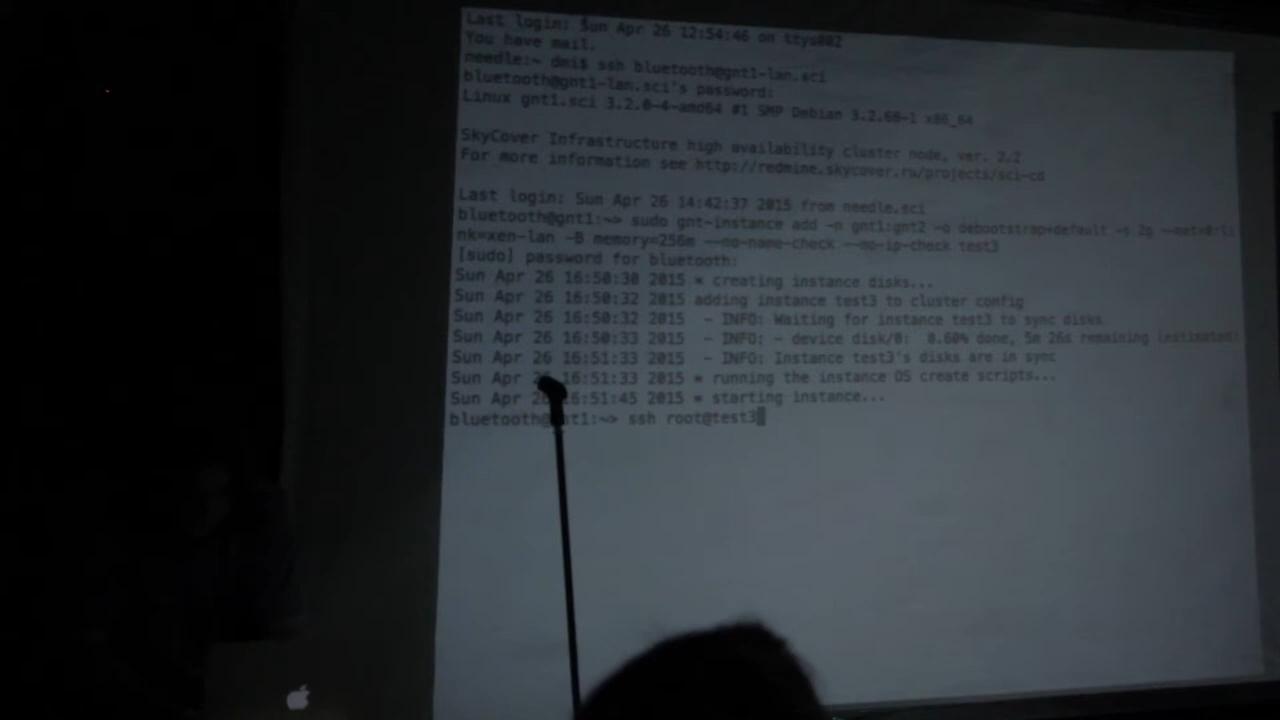 Last login: Sun Apr 26 12:54:46 on ttys002
You have mail.
needle:~ dmi$ ssh bluetooth@gnt1-lan.sci
bluetooth@gnt1-lan.sci's password:
Linux gnt1.sci 3.2.0-4-amd64 #1 SMP Debian 3.2.68-1 x86_64
SkyCover Infrastructure high availability cluster node, ver. 2.2
For more information see http://redmine.skycover.ru/projects/sci-cd
Last login: Sun Apr 26 14:42:37 2015 from needle.sci
bluetooth@gnt1:~> sudo gnt-instance add -n gnt1:gnt2 -o debootstrap+default -s 2g --net=0:li
nk=xen-lan -B memory=256m --no-name-check --no-ip-check test3
[sudo] password for bluetooth:
Sun Apr 26 16:50:30 2015 * creating instance disks...
Sun Apr 26 16:50:32 2015 adding instance test3 to cluster config
Sun Apr 26 16:50:32 2015  - INFO: Waiting for instance test3 to sync disks
Sun Apr 26 16:50:33 2015  - INFO: - device disk/0:  0.60% done, 5m 26s remaining (estimated)
Sun Apr 26 16:51:33 2015  - INFO: Instance test3's disks are in sync
Sun Apr 26 16:51:33 2015 * running the instance OS create scripts...
Sun Apr 26 16:51:45 2015 * starting instance...
bluetooth@gnt1:~> ssh root@test3